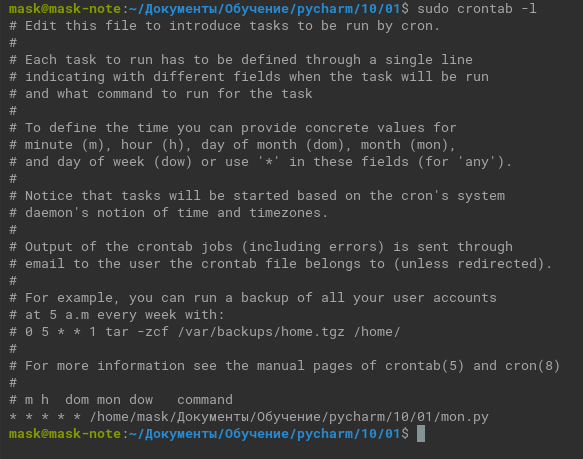 mask@mask-note:~/Документы/Обучение/pycharm/10/01$ sudo crontab -l
# Edit this file to introduce tasks to be run by cron.
#
# Each task to run has to be defined through a single line
# indicating with different fields when the task will be run
# and what command to run for the task
#
# To define the time you can provide concrete values for
# minute (m), hour (h), day of month (dom), month (mon),
# and day of week (dow) or use '*' in these fields (for 'any').
#
# Notice that tasks will be started based on the cron's system
# daemon's notion of time and timezones.
#
# Output of the crontab jobs (including errors) is sent through
# email to the user the crontab file belongs to (unless redirected).
#
# For example, you can run a backup of all your user accounts
# at 5 a.m every week with:
# 0 5 * * 1 tar -zcf /var/backups/home.tgz /home/
#
# For more information see the manual pages of crontab(5) and cron(8)
#
# m h  dom mon dow   command
* * * * * /home/mask/Документы/Обучение/pycharm/10/01/mon.py
mask@mask-note:~/Документы/Обучение/pycharm/10/01$